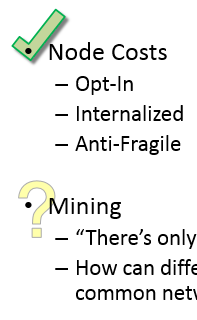 • Node Costs
– Opt-In
– Internalized
– Anti-Fragile
• Mining
– “There’s only
– How can diffe
common netw